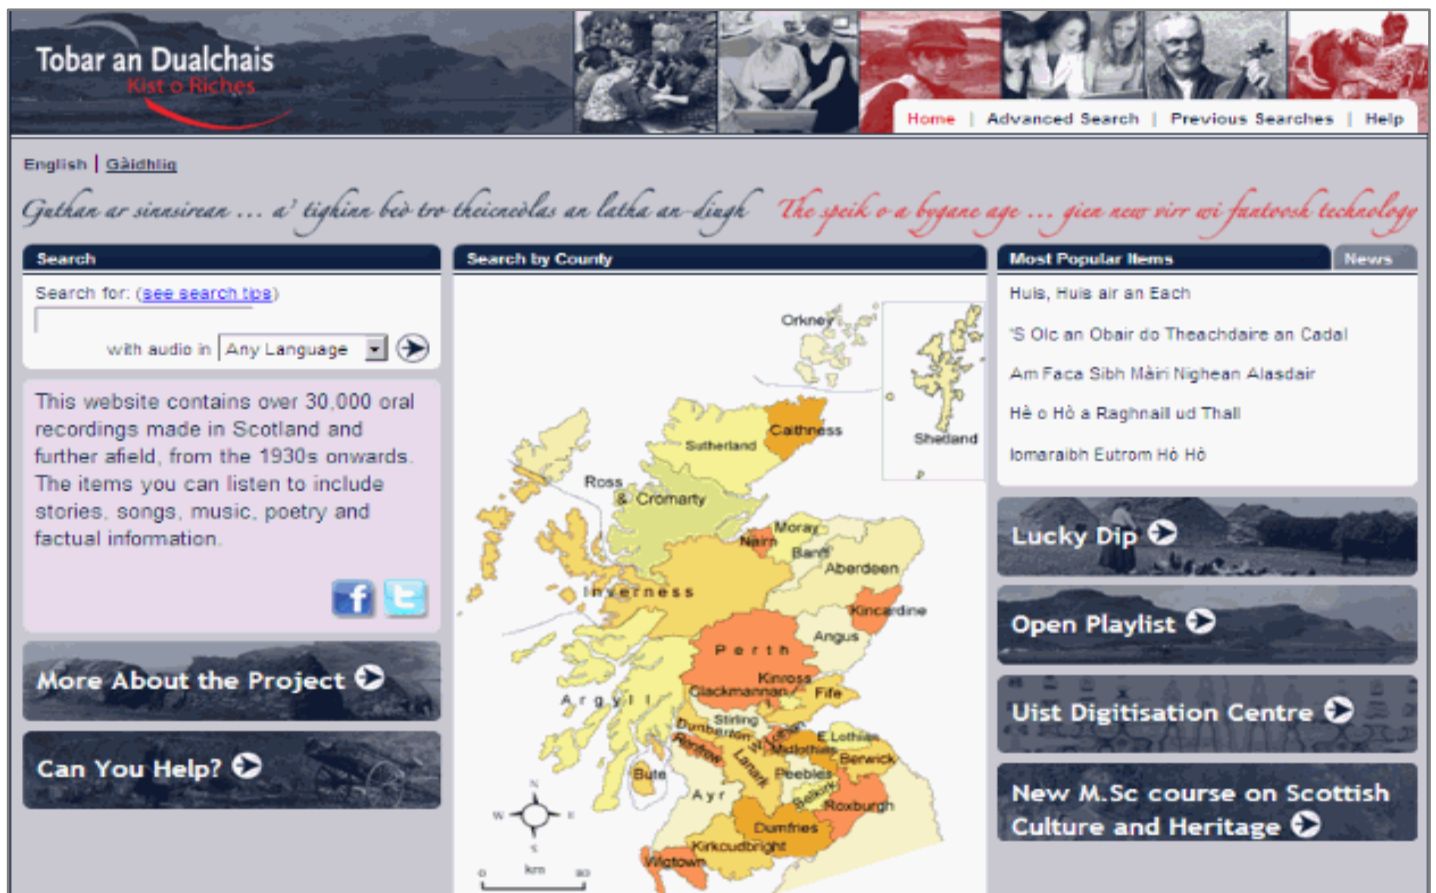 Tobar an Dualchais
Kist o Riches
Home | Advanced Search | Previous Searches | Help
English | Gàidhlig
Guthan ar sinnsirean ... a' tighinn beò tro theicneòlas an latha an-diugh
The speik o a bygane age ... gien new virr wi fantoosh technology
Search
Search for: (see search tips)
with audio in Any Language
This website contains over 30,000 oral
recordings made in Scotland and
further afield, from the 1930s onwards.
The items you can listen to include
stories, songs, music, poetry and
factual information.
f t
More About the Project
Can You Help?
Search by County
Orkney
Shetland
Caithness
Sutherland
Ross
& Cromarty
Moray
Nairn
Banff
Aberdeen
Inverness
Kincardine
Angus
Perth
Kinross
Clackmannan
Fife
Argyll
Stirling
Dunbarton
E Lothian
Midlothian
Renfrew
Lanark
Berwick
Bute
Peebles
Selkirk
Ayr
Roxburgh
Dumfries
Kirkcudbright
Wigtown
N
W E
S
km
0 80
Most Popular Items
News
Huis, Huis air an Each
'S Olc an Obair do Theachdaire an Cadal
Am Faca Sibh Màiri Nighean Alasdair
Hè o Hò a Raghnaill ud Thall
Iomaraibh Eutrom Hò Hò
Lucky Dip
Open Playlist
Uist Digitisation Centre
New M.Sc course on Scottish
Culture and Heritage